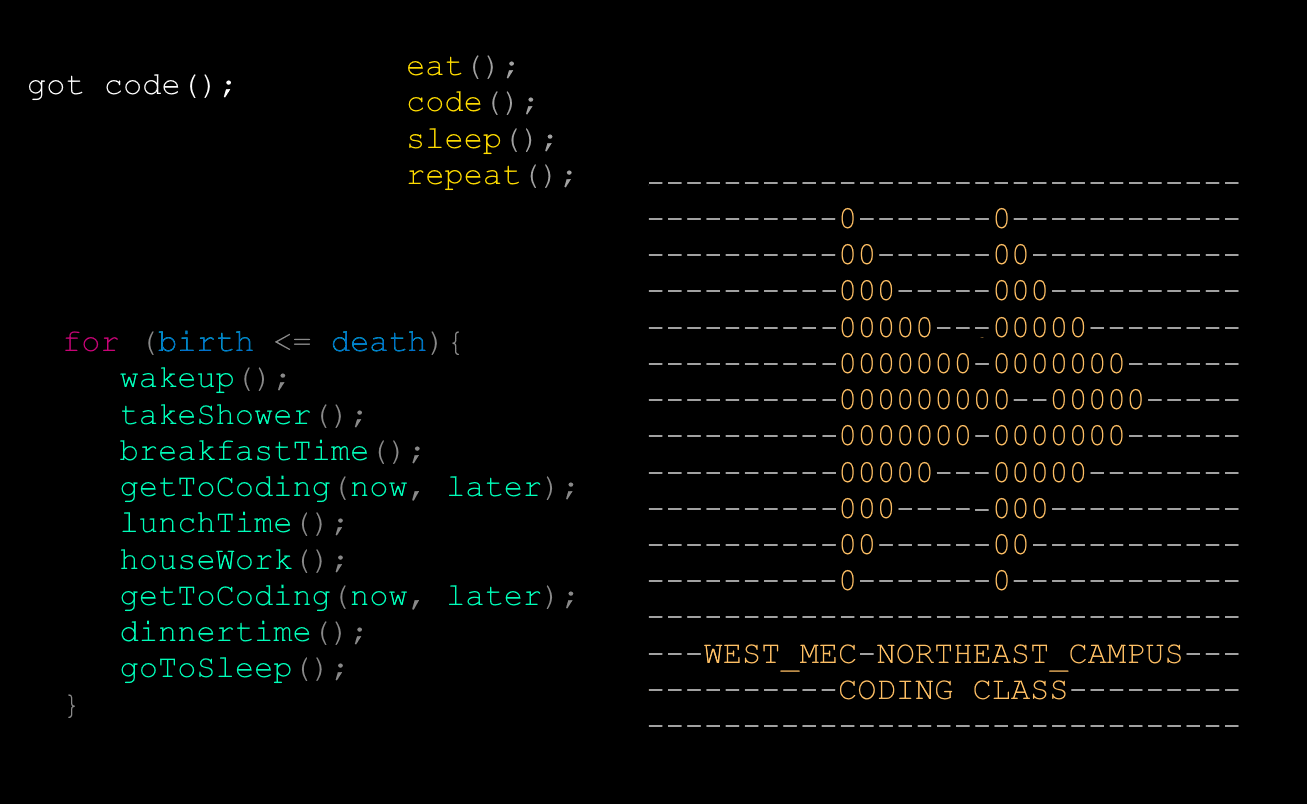 got code();
eat();
code();
sleep();
repeat();
for (birth <= death){
wakeup();
takeShower();
breakfastTime();
getToCoding(now, later);
lunchTime();
houseWork();
getToCoding(now, later);
dinnertime();
goToSleep();
}
-------------------------------
----------0-------0------------
----------00------00-----------
----------000-----000----------
----------00000---00000--------
----------0000000-0000000------
----------000000000--00000-----
----------0000000-0000000------
----------00000---00000--------
----------000-----000----------
----------00------00-----------
----------0-------0------------
-------------------------------
---WEST_MEC-NORTHEAST_CAMPUS---
----------CODING CLASS---------
-------------------------------